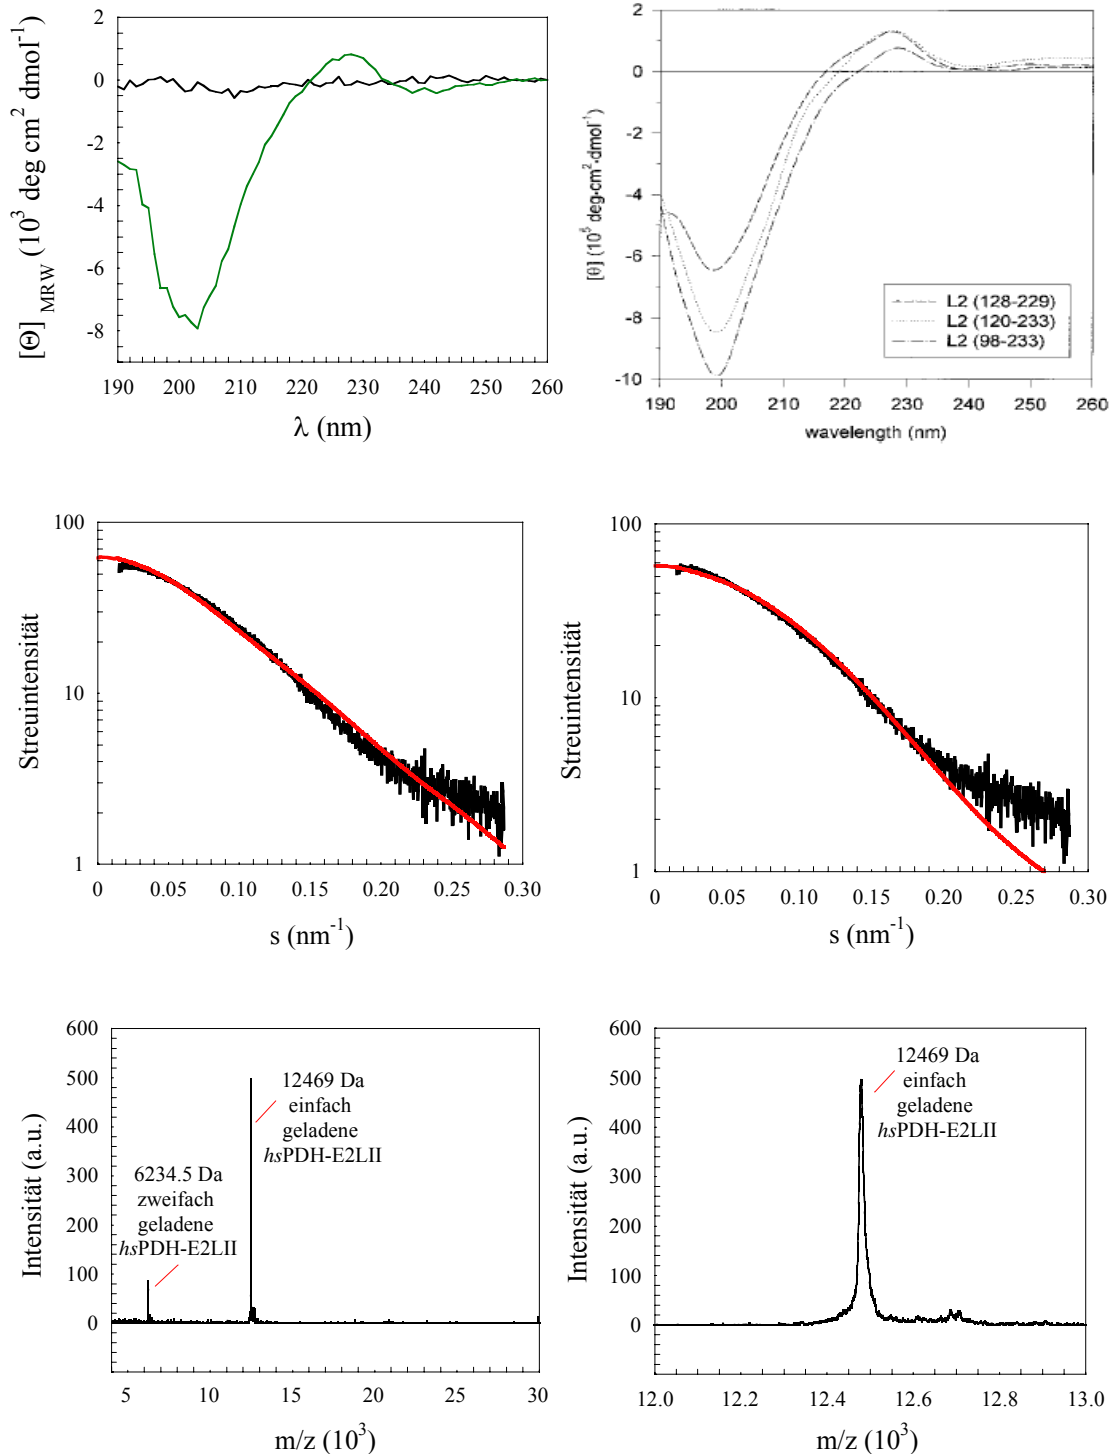 2
0
-2
-4
-6
-8
190 200 210 220 230 240 250 260
λ (nm)
[Θ] MRW (10³ deg cm² dmol⁻¹)
2
0
-2
-4
-6
-8
-10
190 200 210 220 230 240 250 260
wavelength (nm)
[θ] (10⁵ deg·cm²·dmol⁻¹)
L2 (128-229)
L2 (120-233)
L2 (98-233)
100
10
1
0 0.05 0.10 0.15 0.20 0.25 0.30
s (nm⁻¹)
Streuintensität
100
10
1
0 0.05 0.10 0.15 0.20 0.25 0.30
s (nm⁻¹)
Streuintensität
600
500
400
300
200
100
0
10 15 20 25 30
m/z (10³)
Intensität (a.u.)
12469 Da
einfach
geladene
hsPDH-E2LII
6234.5 Da
zweifach
geladene
hsPDH-E2LII
600
500
400
300
200
100
0
12.0 12.2 12.4 12.6 12.8 13.0
m/z (10³)
Intensität (a.u.)
12469 Da
einfach
geladene
hsPDH-E2LII